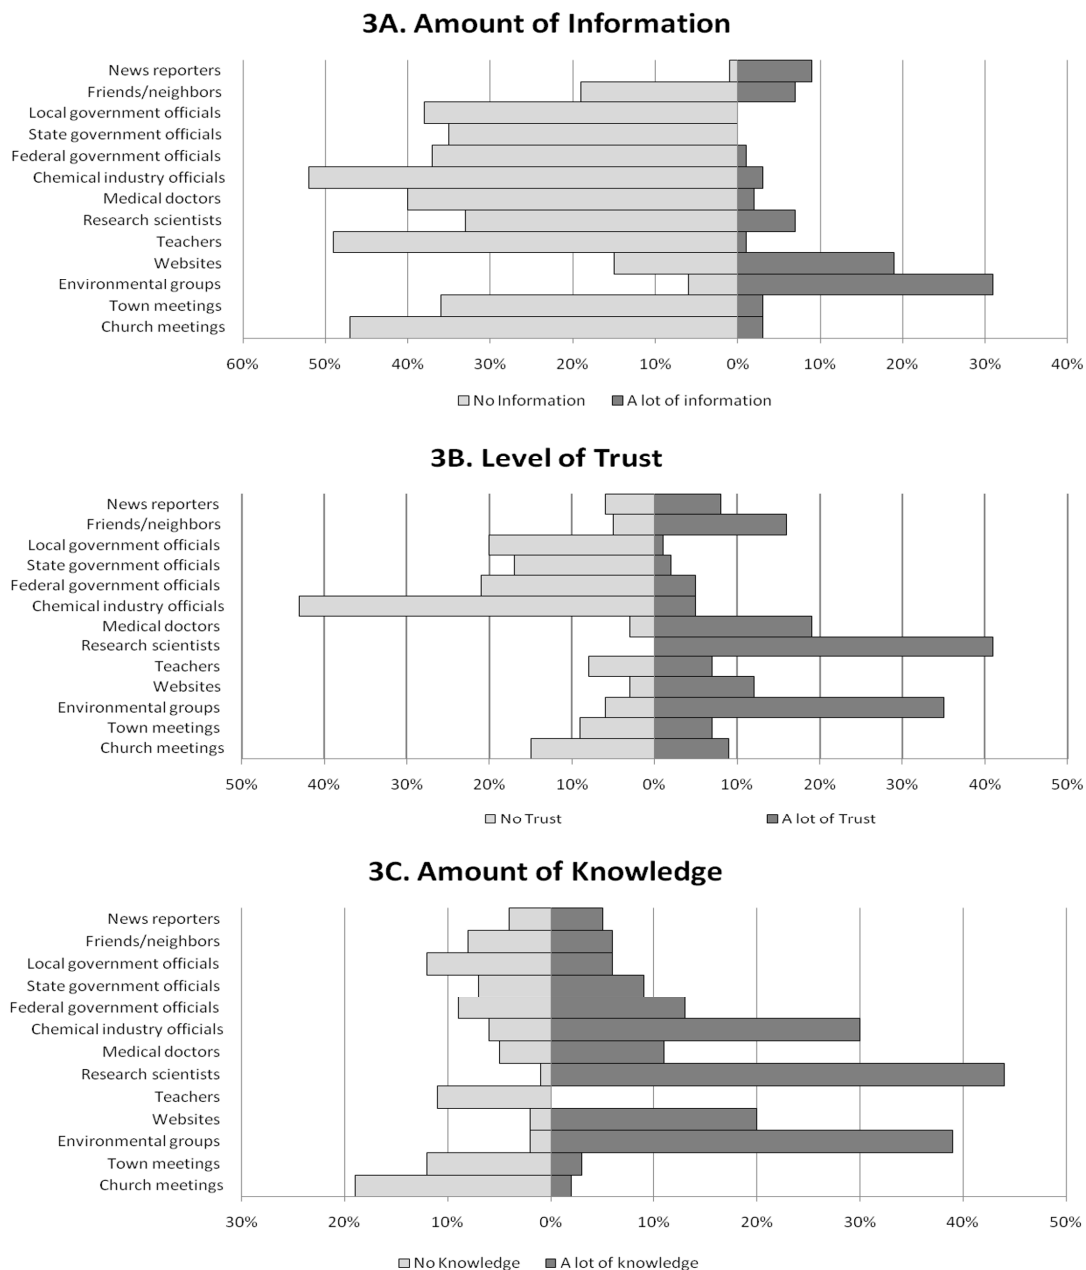 3A. Amount of Information
News reporters
Friends/neighbors
Local government officials
State government officials
Federal government officials
Chemical industry officials
Medical doctors
Research scientists
Teachers
Websites
Environmental groups
Town meetings
Church meetings
60% 50% 40% 30% 20% 10% 0% 10% 20% 30% 40%
No Information A lot of information
3B. Level of Trust
News reporters
Friends/neighbors
Local government officials
State government officials
Federal government officials
Chemical industry officials
Medical doctors
Research scientists
Teachers
Websites
Environmental groups
Town meetings
Church meetings
50% 40% 30% 20% 10% 0% 10% 20% 30% 40% 50%
No Trust A lot of Trust
3C. Amount of Knowledge
News reporters
Friends/neighbors
Local government officials
State government officials
Federal government officials
Chemical industry officials
Medical doctors
Research scientists
Teachers
Websites
Environmental groups
Town meetings
Church meetings
30% 20% 10% 0% 10% 20% 30% 40% 50%
No Knowledge A lot of knowledge